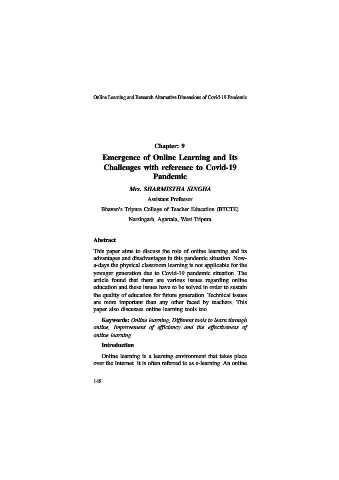 Online Learning and Research Alternative Dimensions of Covid-19 Pandemic
Chapter: 9
Emergence of Online Learning and Its
Challenges with reference to Covid-19
Pandemic
Mrs. SHARMISTHA SINGHA
Assistant Professor
Bhavan's Tripura College of Teacher Education (BTCTE)
Narsingarh, Agartala, West Tripura
Abstract
This paper aims to discuss the role of online learning and its
advantages and disadvantages in this pandemic situation. Now-
a-days the physical classroom learning is not applicable for the
younger generation due to Covid-19 pandemic situation. The
article found that there are various issues regarding online
education and these issues have to be solved in order to sustain
the quality of education for future generation. Technical issues
are more important than any other faced by teachers. This
paper also discusses online learning tools too.
Keywords: Online learning, Different tools to learn through
online, Improvement of efficiency and the effectiveness of
online learning
Introduction
Online learning is a learning environment that takes place
over the Internet. It is often referred to as e-learning. An online
148